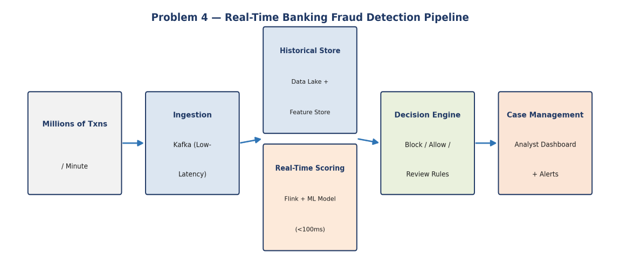 Problem 4 — Real-Time Banking Fraud Detection Pipeline
Millions of Txns
/ Minute
Ingestion
Kafka (Low-
Latency)
Historical Store
Data Lake +
Feature Store
Real-Time Scoring
Flink + ML Model
(<100ms)
Decision Engine
Block / Allow /
Review Rules
Case Management
Analyst Dashboard
+ Alerts